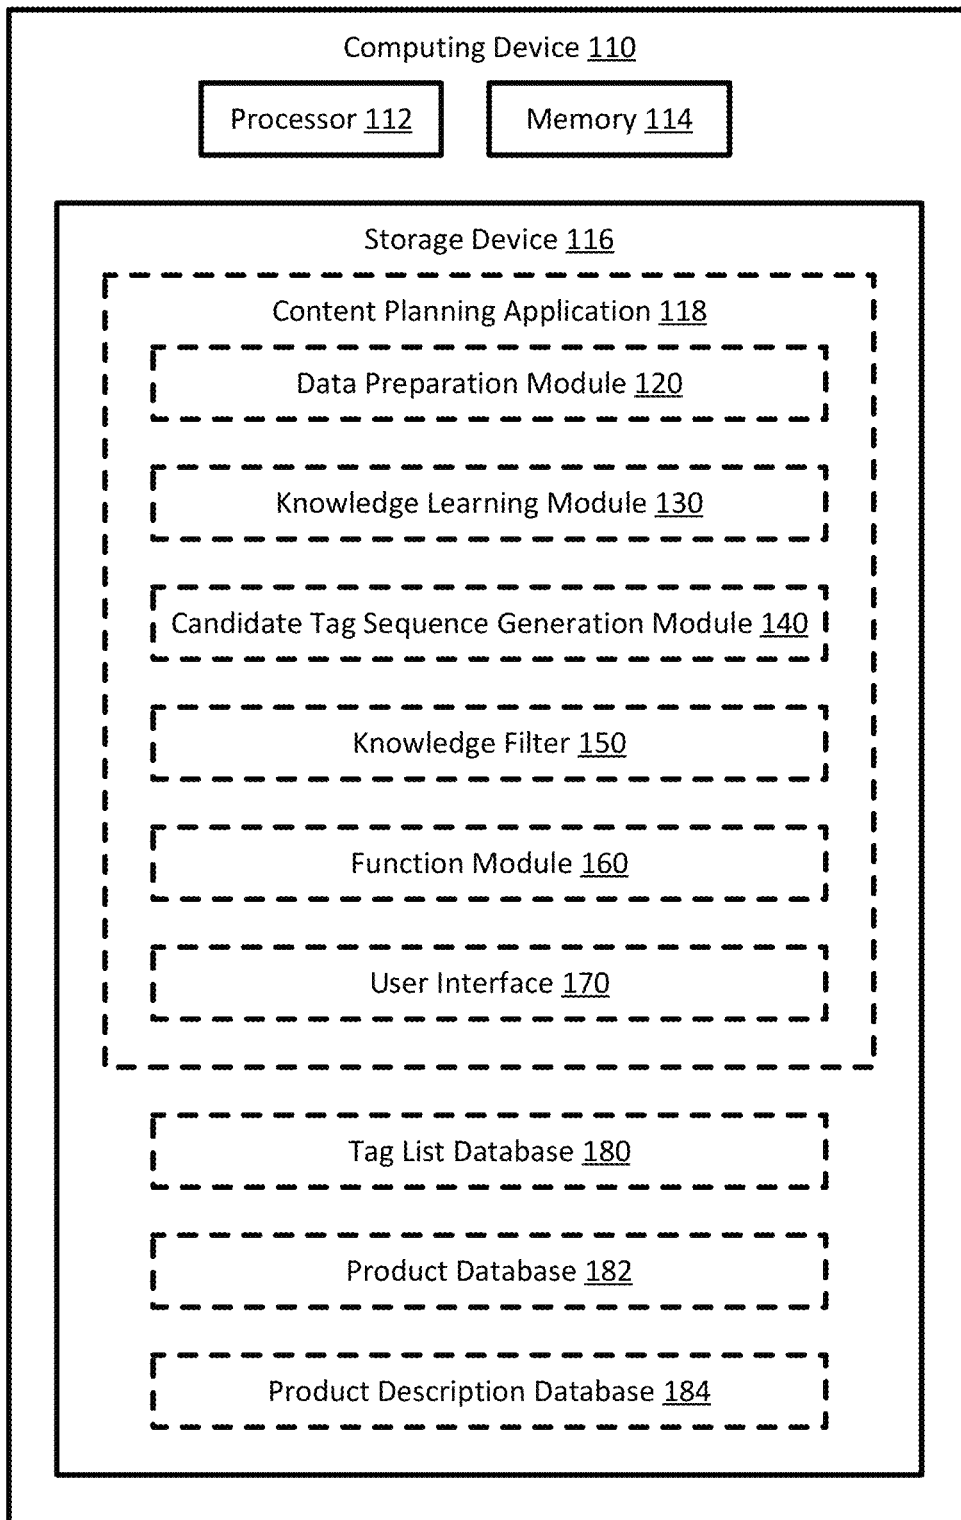 Computing Device 110
Processor 112
Memory 114
Storage Device 116
Content Planning Application 118
Data Preparation Module 120
Knowledge Learning Module 130
Candidate Tag Sequence Generation Module 140
Knowledge Filter 150
Function Module 160
User Interface 170
Tag List Database 180
Product Database 182
Product Description Database 184